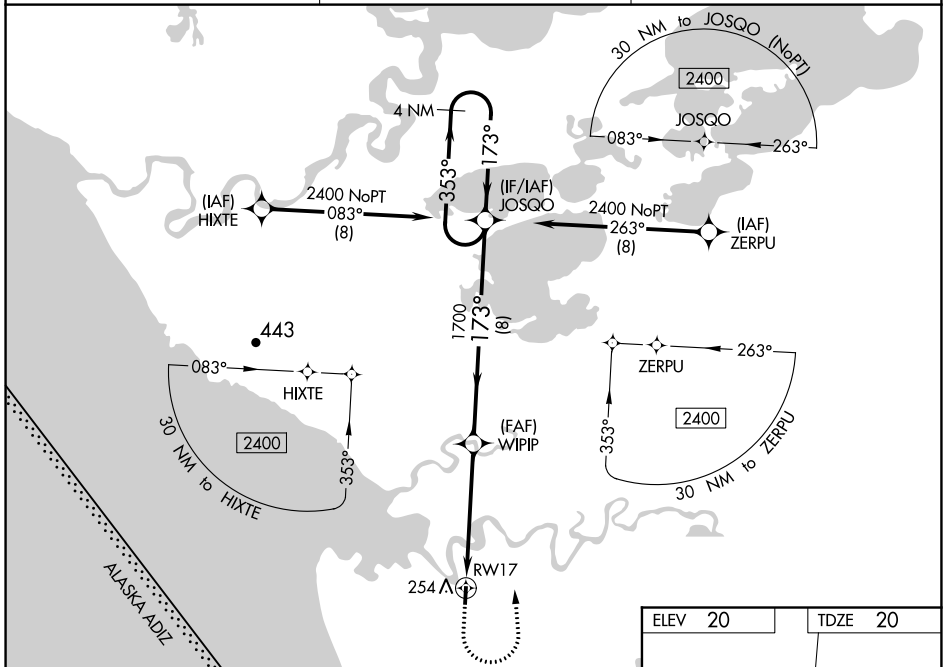 30 NM to JOSQO (NoPT)
2400
JOSQO
083°
263°
4 NM
353°
173°
(IAF)
HIXTE
2400 NoPT
083°
(8)
(IF/IAF)
JOSQO
2400 NoPT
263°
(8)
(IAF)
ZERPU
1700
173°
(8)
443
083°
HIXTE
2400
353°
30 NM to HIXTE
ZERPU
263°
2400
353°
30 NM to ZERPU
(FAF)
WIPIP
RW17
254
ALASKA ADIZ
ELEV 20
TDZE 20